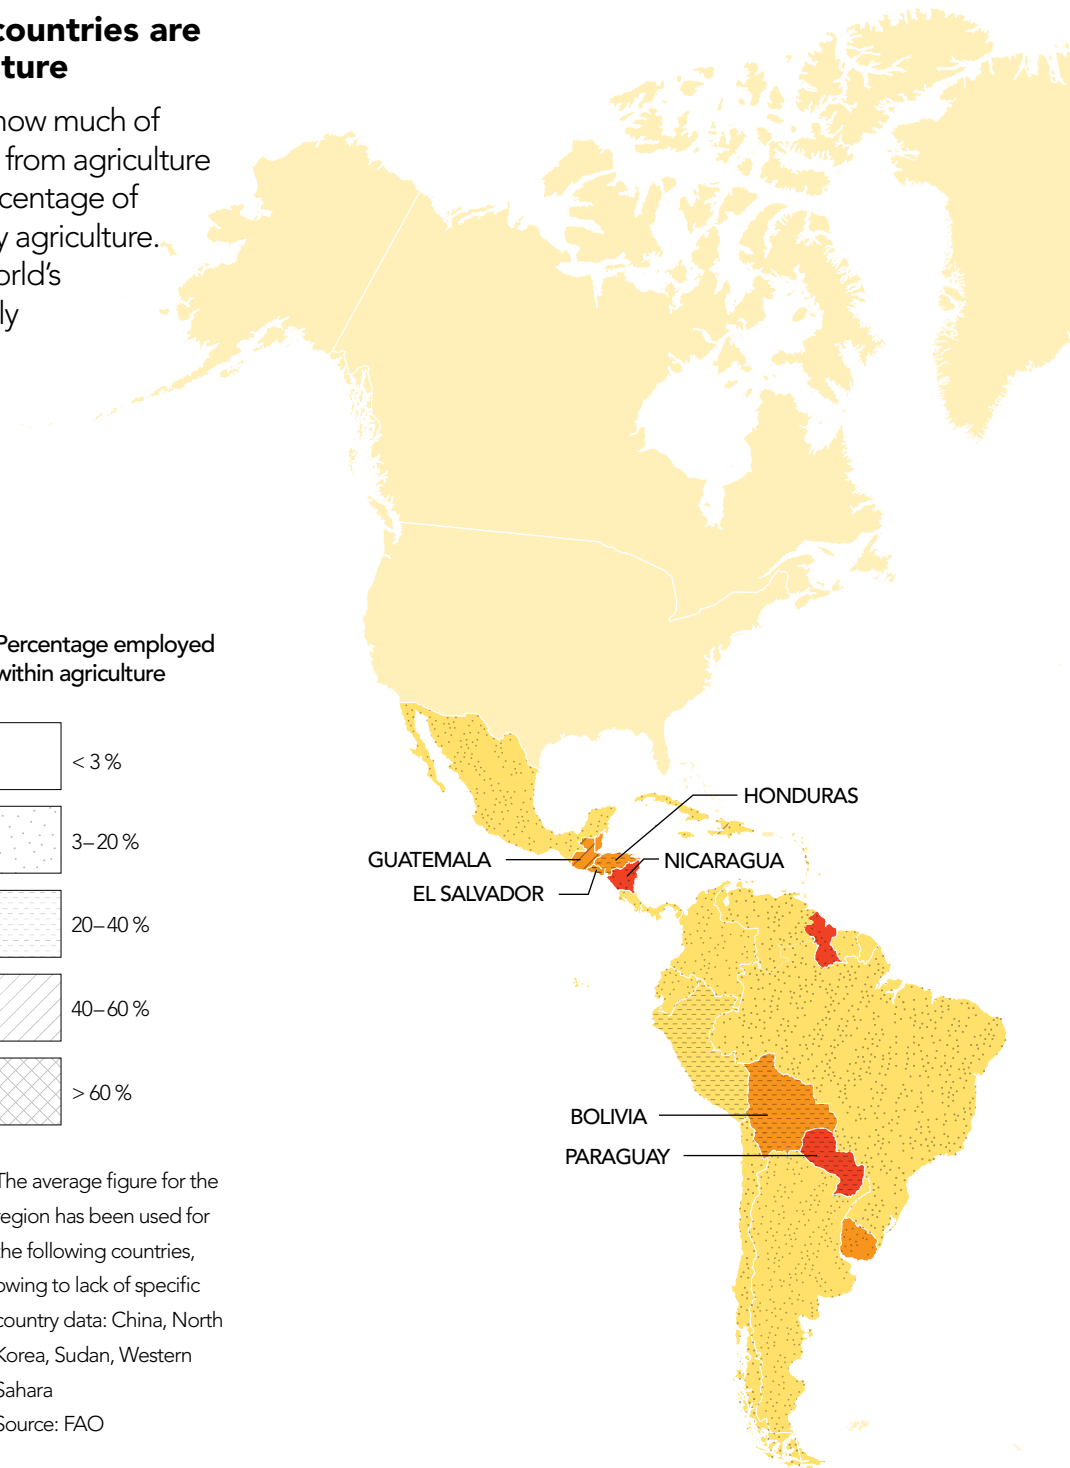 countries are
ture
now much of
from agriculture
centage of
y agriculture.
orld's
ly
Percentage employed
within agriculture
< 3 %
3–20 %
20–40 %
40–60 %
> 60 %
The average figure for the
region has been used for
the following countries,
owing to lack of specific
country data: China, North
Korea, Sudan, Western
Sahara
Source: FAO
HONDURAS
GUATEMALA
NICARAGUA
EL SALVADOR
BOLIVIA
PARAGUAY